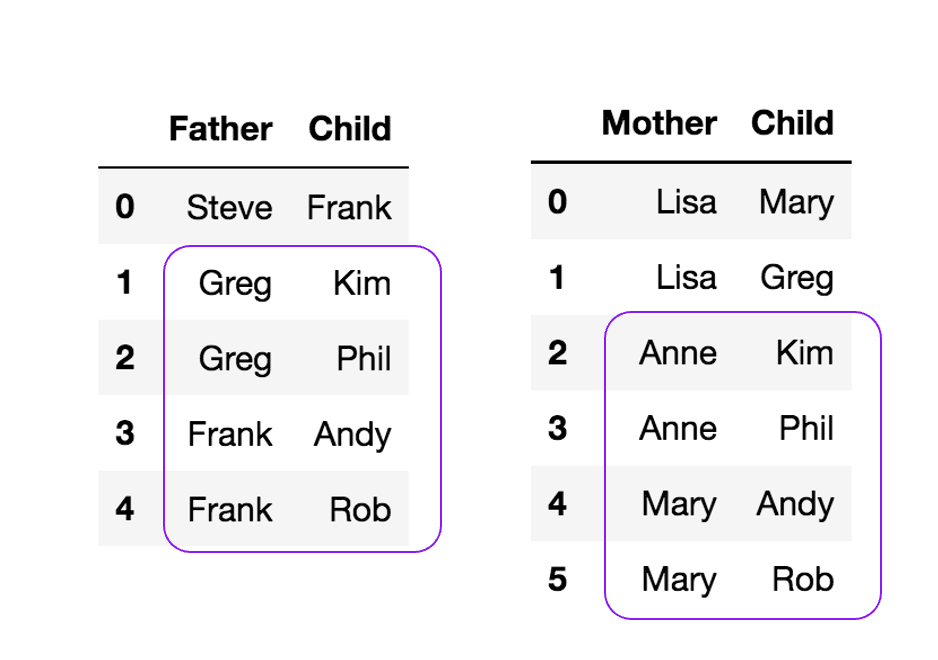 Father Child
0 Steve Frank
1 Greg Kim
2 Greg Phil
3 Frank Andy
4 Frank Rob
Mother Child
0 Lisa Mary
1 Lisa Greg
2 Anne Kim
3 Anne Phil
4 Mary Andy
5 Mary Rob